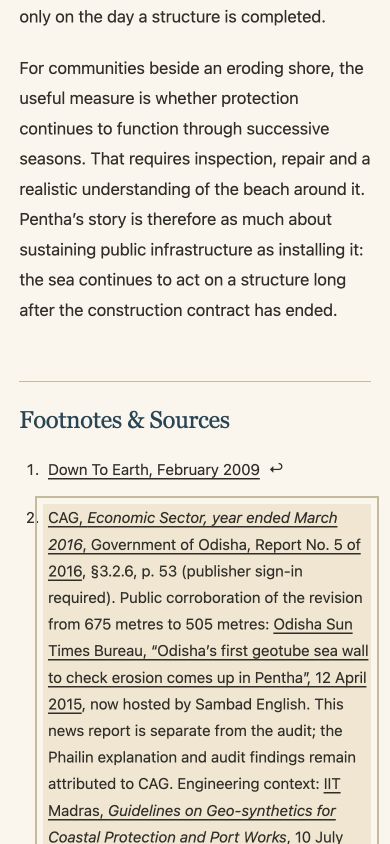 only on the day a structure is completed.
For communities beside an eroding shore, the
useful measure is whether protection
continues to function through successive
seasons. That requires inspection, repair and a
realistic understanding of the beach around it.
Pentha’s story is therefore as much about
sustaining public infrastructure as installing it:
the sea continues to act on a structure long
after the construction contract has ended.
Footnotes & Sources
1. Down To Earth, February 2009 ↩
2. CAG, Economic Sector, year ended March
2016, Government of Odisha, Report No. 5 of
2016, §3.2.6, p. 53 (publisher sign-in
required). Public corroboration of the revision
from 675 metres to 505 metres: Odisha Sun
Times Bureau, “Odisha’s first geotube sea wall
to check erosion comes up in Pentha”, 12 April
2015, now hosted by Sambad English. This
news report is separate from the audit; the
Phailin explanation and audit findings remain
attributed to CAG. Engineering context: IIT
Madras, Guidelines on Geo-synthetics for
Coastal Protection and Port Works, 10 July